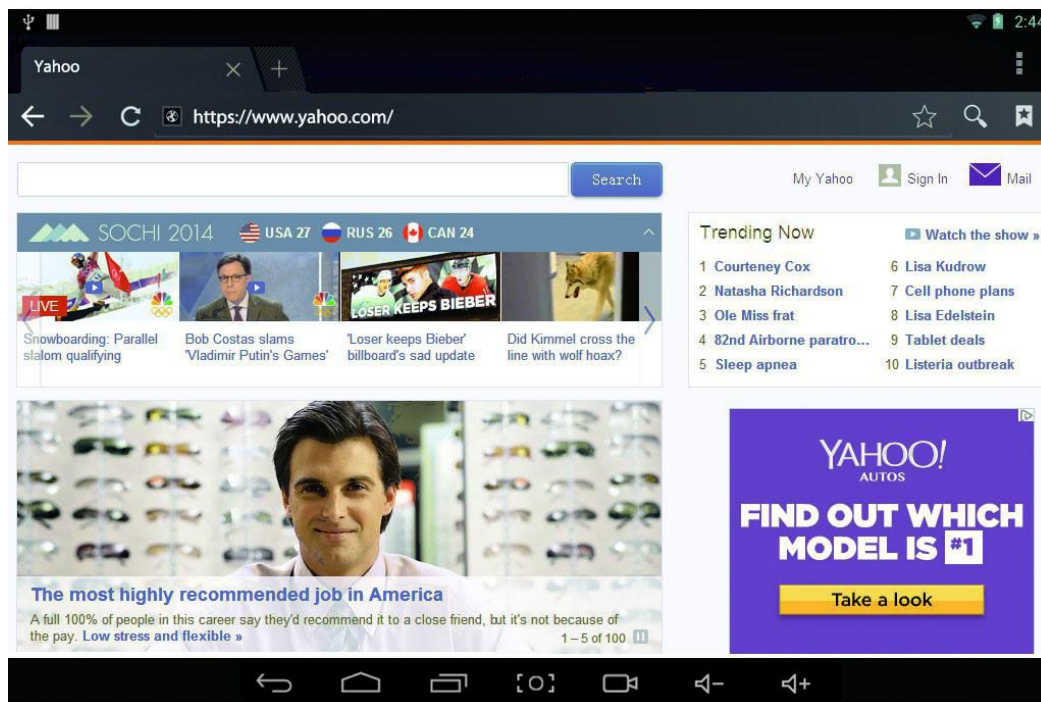 2:44
Yahoo
https://www.yahoo.com/
Search
My Yahoo
Sign In
Mail
SOCHI 2014
USA 27
RUS 26
CAN 24
LIVE
Snowboarding: Parallel
slalom qualifying
Bob Costas slams
'Vladimir Putin's Games'
LOSER KEEPS BIEBER
'Loser keeps Bieber'
billboard's sad update
Did Kimmel cross the
line with wolf hoax?
Trending Now
Watch the show »
1 Courteney Cox
2 Natasha Richardson
3 Ole Miss frat
4 82nd Airborne paratro...
5 Sleep apnea
6 Lisa Kudrow
7 Cell phone plans
8 Lisa Edelstein
9 Tablet deals
10 Listeria outbreak
The most highly recommended job in America
A full 100% of people in this career say they'd recommend it to a close friend, but it's not because of
the pay. Low stress and flexible »
1 – 5 of 100
YAHOO!
AUTOS
FIND OUT WHICH
MODEL IS #1
Take a look